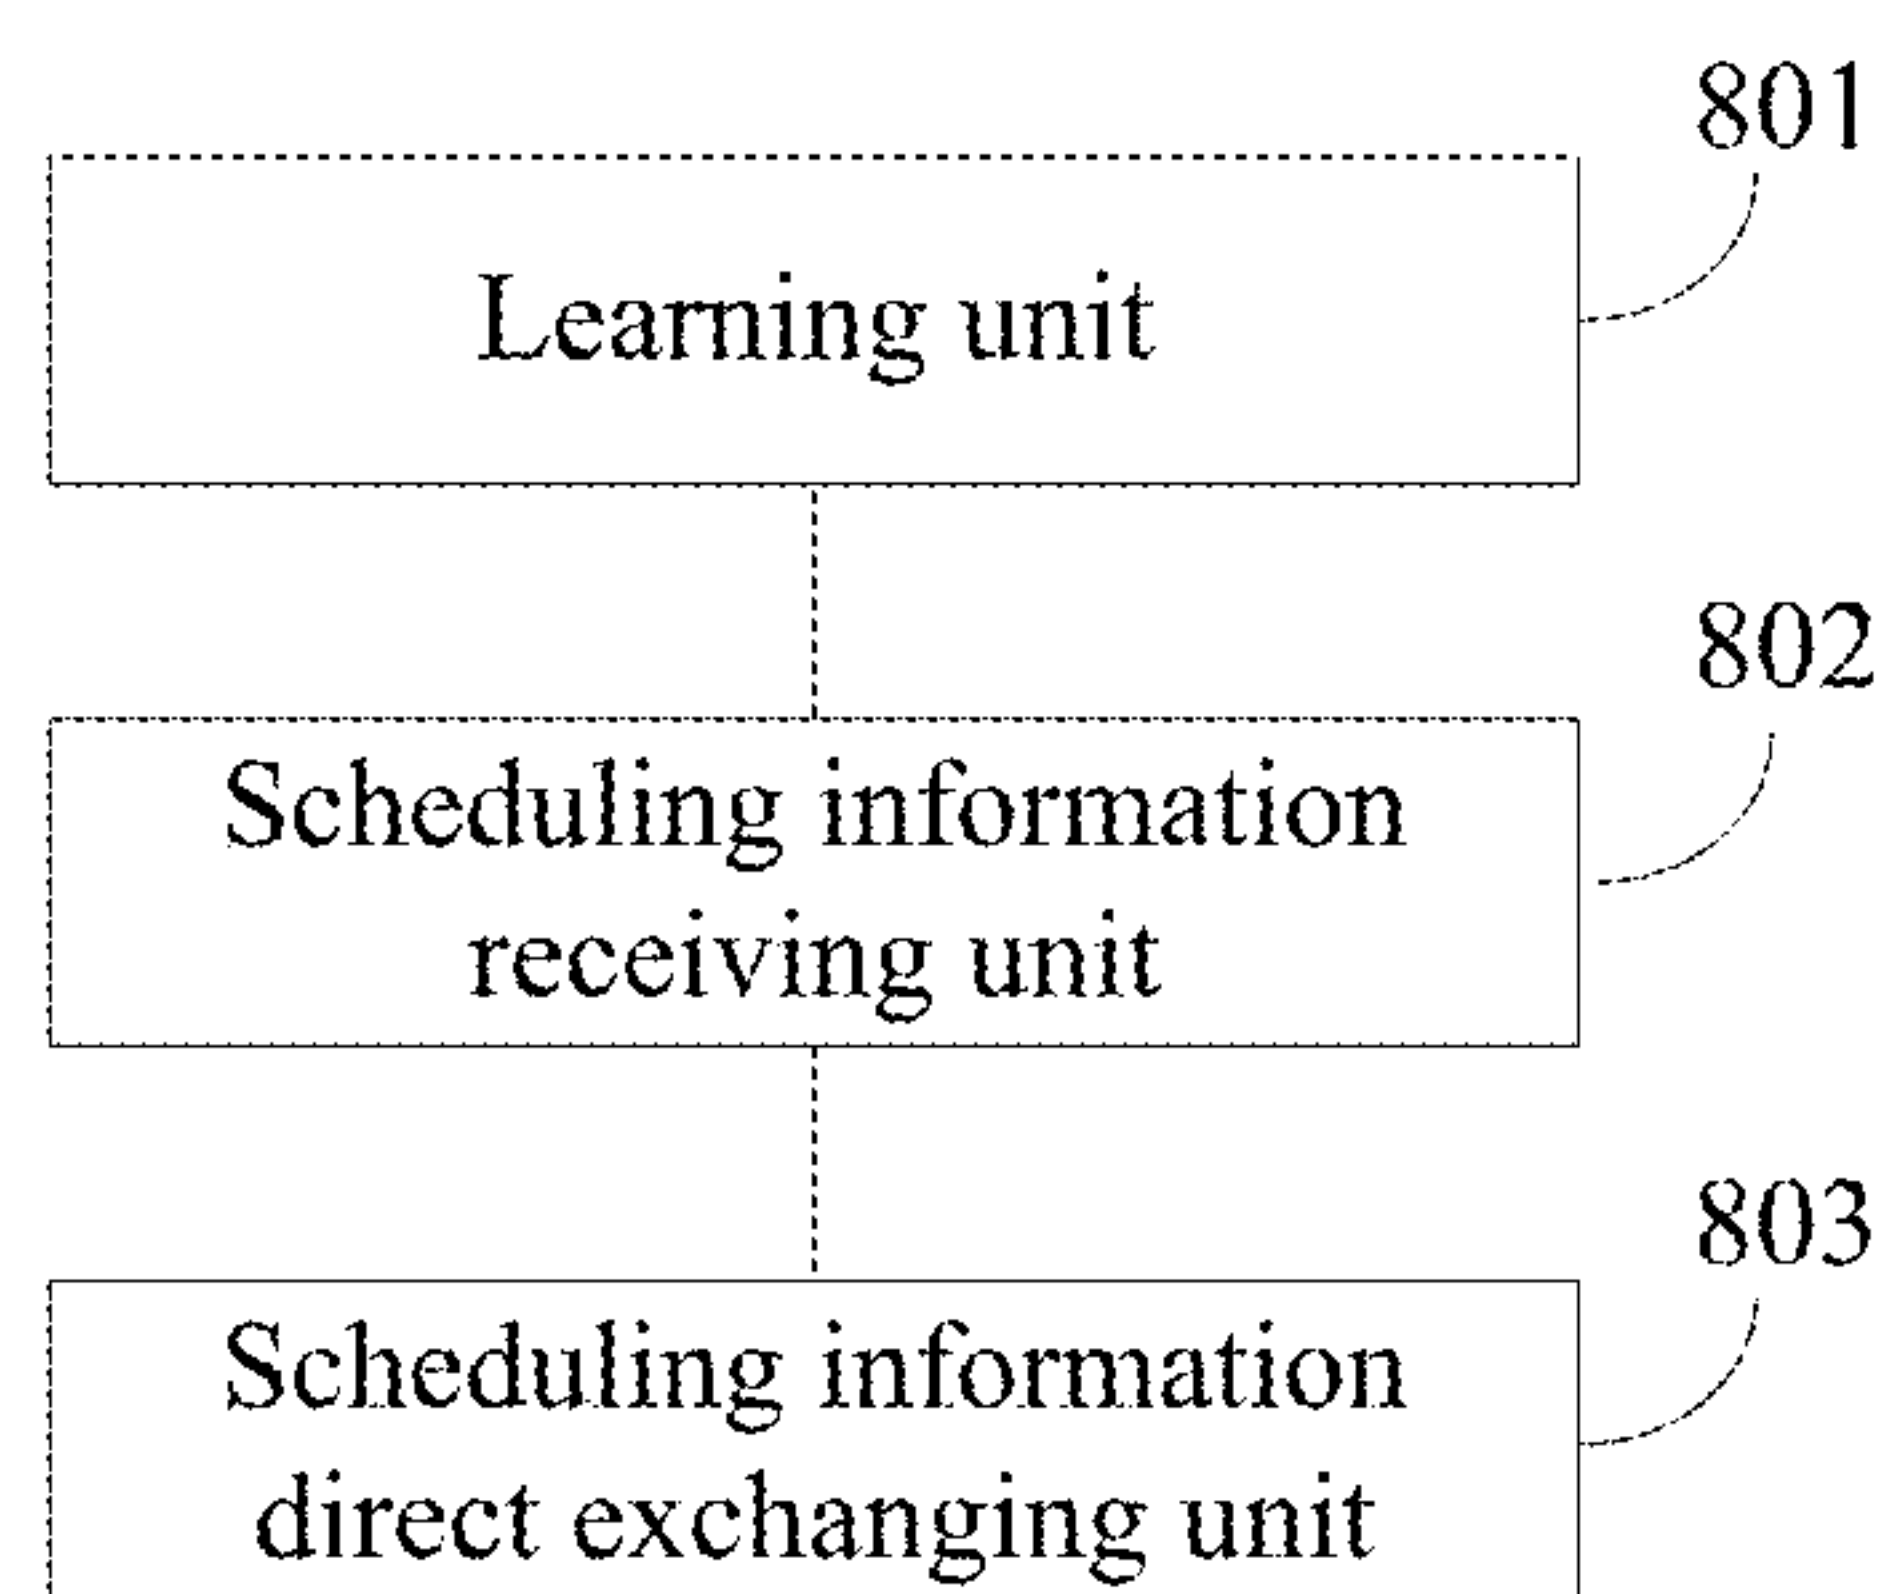 801
Learning unit
802
Scheduling information
receiving unit
803
Scheduling information
direct exchanging unit